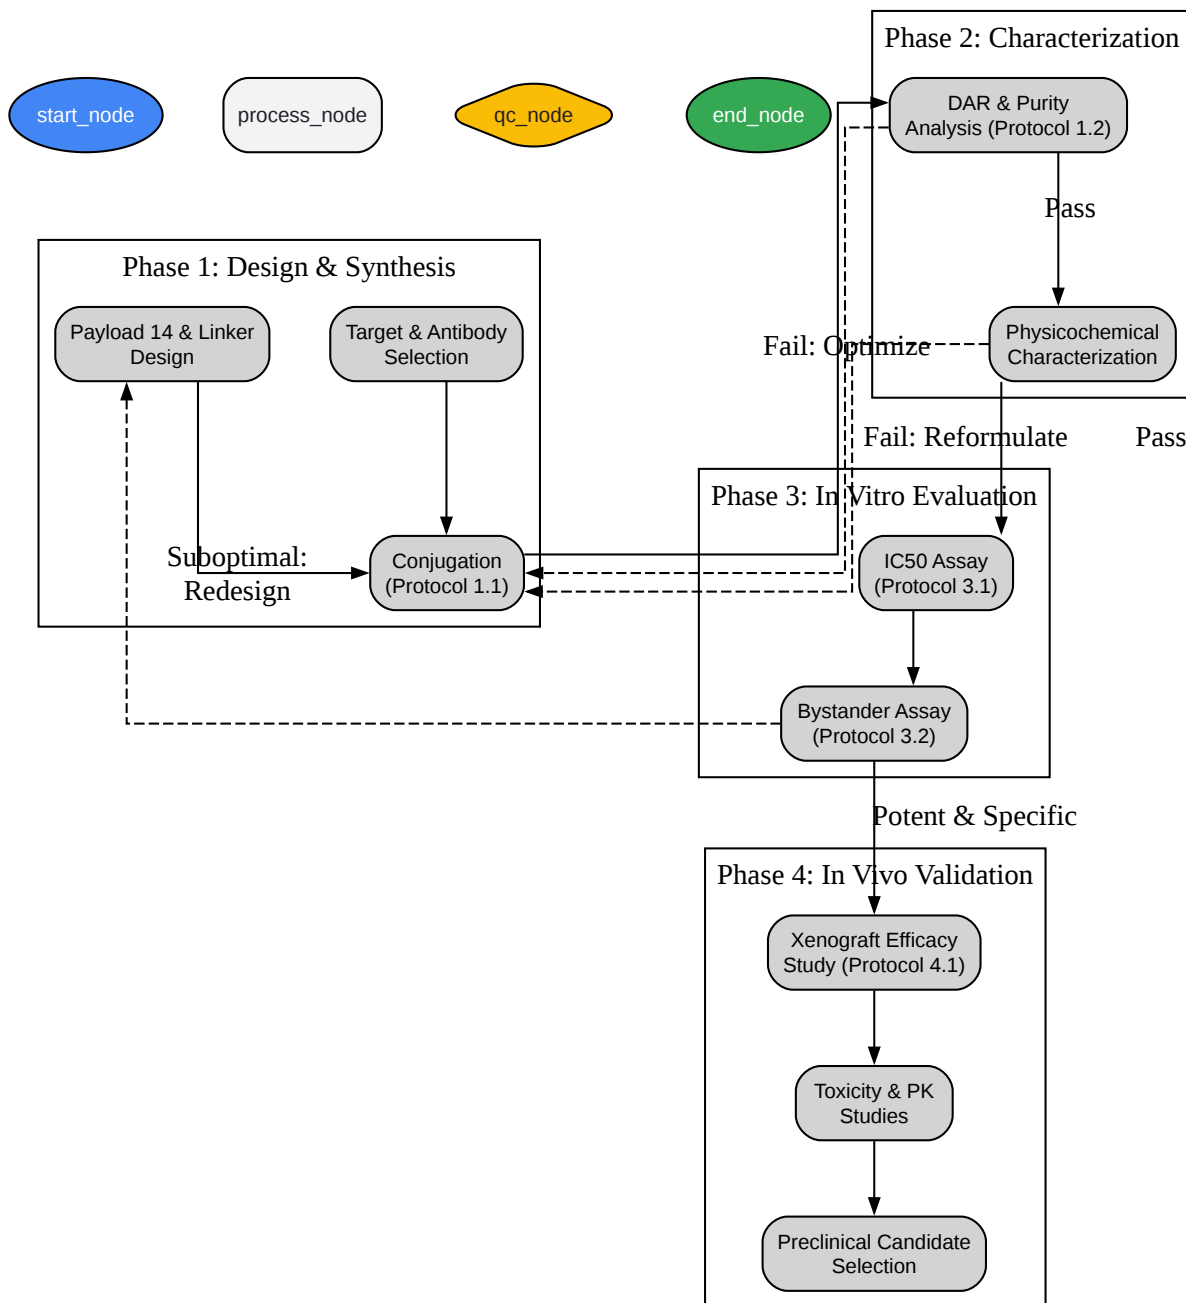 Phase 2: Characterization
start_node
process_node
qc_node
end_node
DAR & Purity
Analysis (Protocol 1.2)
Pass
Phase 1: Design & Synthesis
Payload 14 & Linker
Design
Target & Antibody
Selection
Fail: Optimize
Physicochemical
Characterization
Fail: Reformulate
Pass
Phase 3: In Vitro Evaluation
Suboptimal:
Redesign
Conjugation
(Protocol 1.1)
IC50 Assay
(Protocol 3.1)
Bystander Assay
(Protocol 3.2)
Potent & Specific
Phase 4: In Vivo Validation
Xenograft Efficacy
Study (Protocol 4.1)
Toxicity & PK
Studies
Preclinical Candidate
Selection